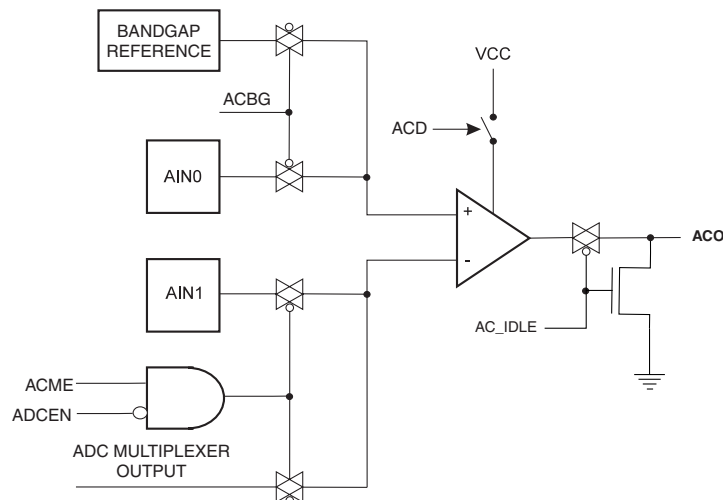 BANDGAP
REFERENCE
VCC
ACBG
ACD
AIN0
+
ACO
-
AIN1
AC_IDLE
ACME
ADCEN
ADC MULTIPLEXER
OUTPUT